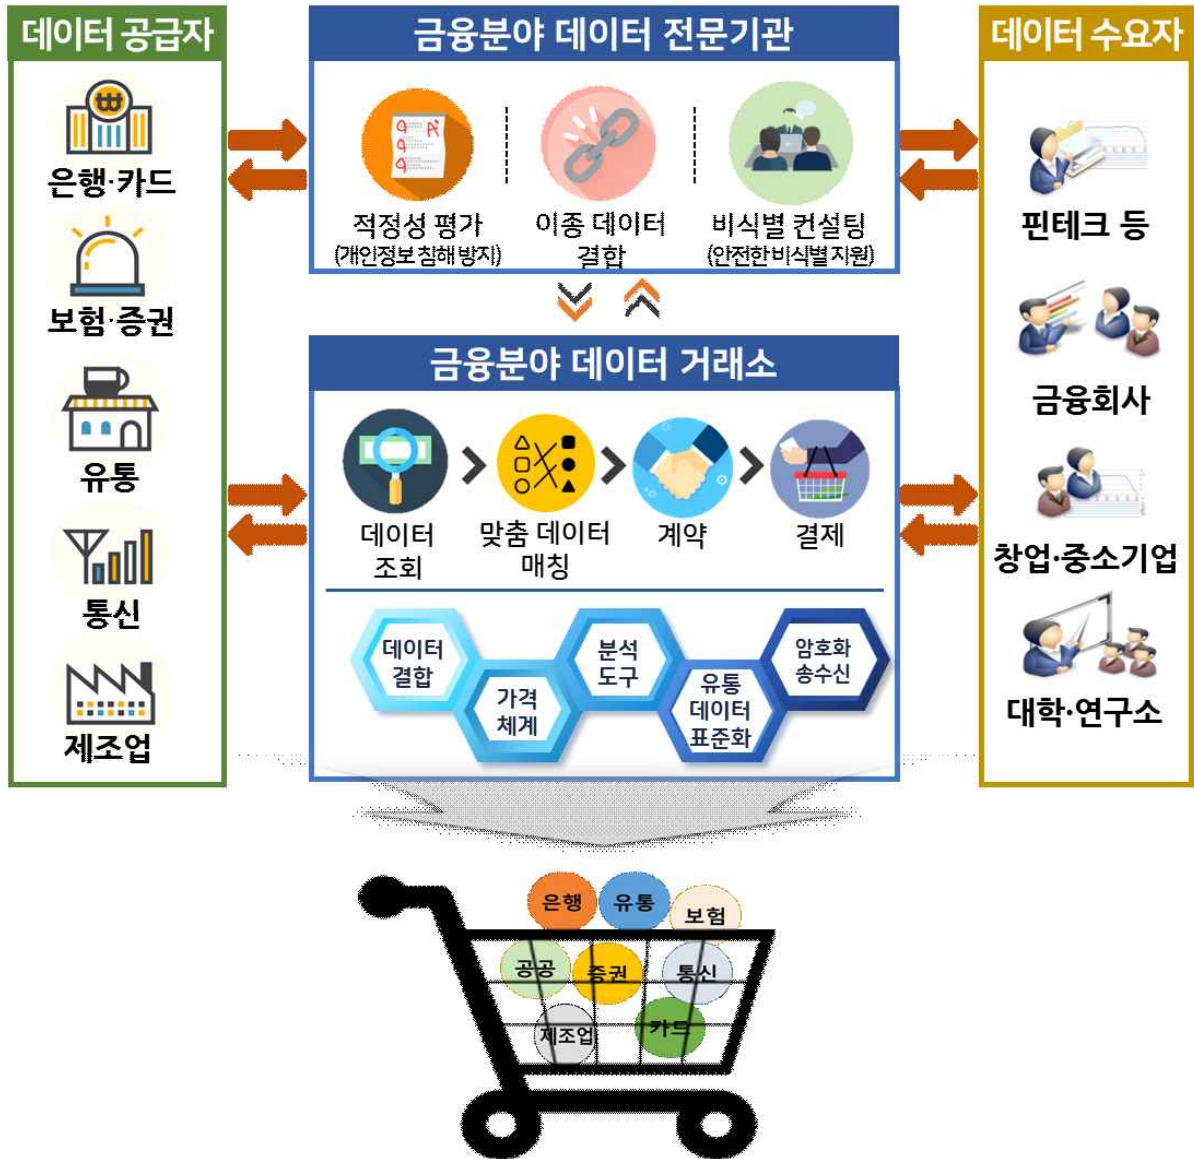 데이터 공급자
은행·카드
보험·증권
유통
통신
제조업
금융분야 데이터 전문기관
적정성 평가
(개인정보 침해 방지)
이종 데이터
결합
비식별 컨설팅
(안전한 비식별 지원)
금융분야 데이터 거래소
데이터
조회
맞춤 데이터
매칭
계약
결제
데이터
결합
가격
체계
분석
도구
유통
데이터
표준화
암호화
송수신
데이터 수요자
핀테크 등
금융회사
창업·중소기업
대학·연구소
은행
유통
보험
공공
증권
통신
제조업
카드